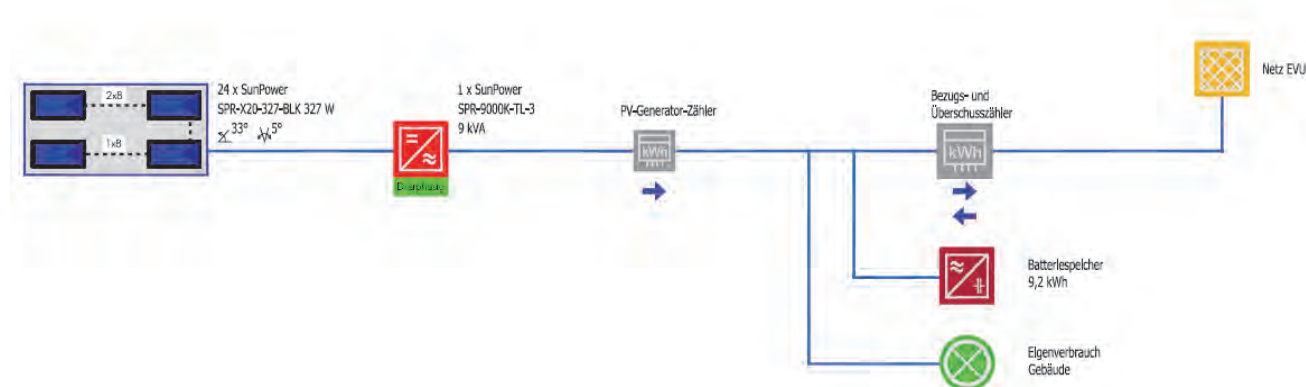 2x8
1x8
24 x SunPower
SPR-X20-327-BLK 327 W
33° 5°
1 x SunPower
SPR-9000K-TL-3
9 kVA
Dreiphasig
PV-Generator-Zähler
kWh
Bezugs- und
Überschusszähler
kWh
Netz EVU
Batteriespeicher
9,2 kWh
Eigenverbrauch
Gebäude